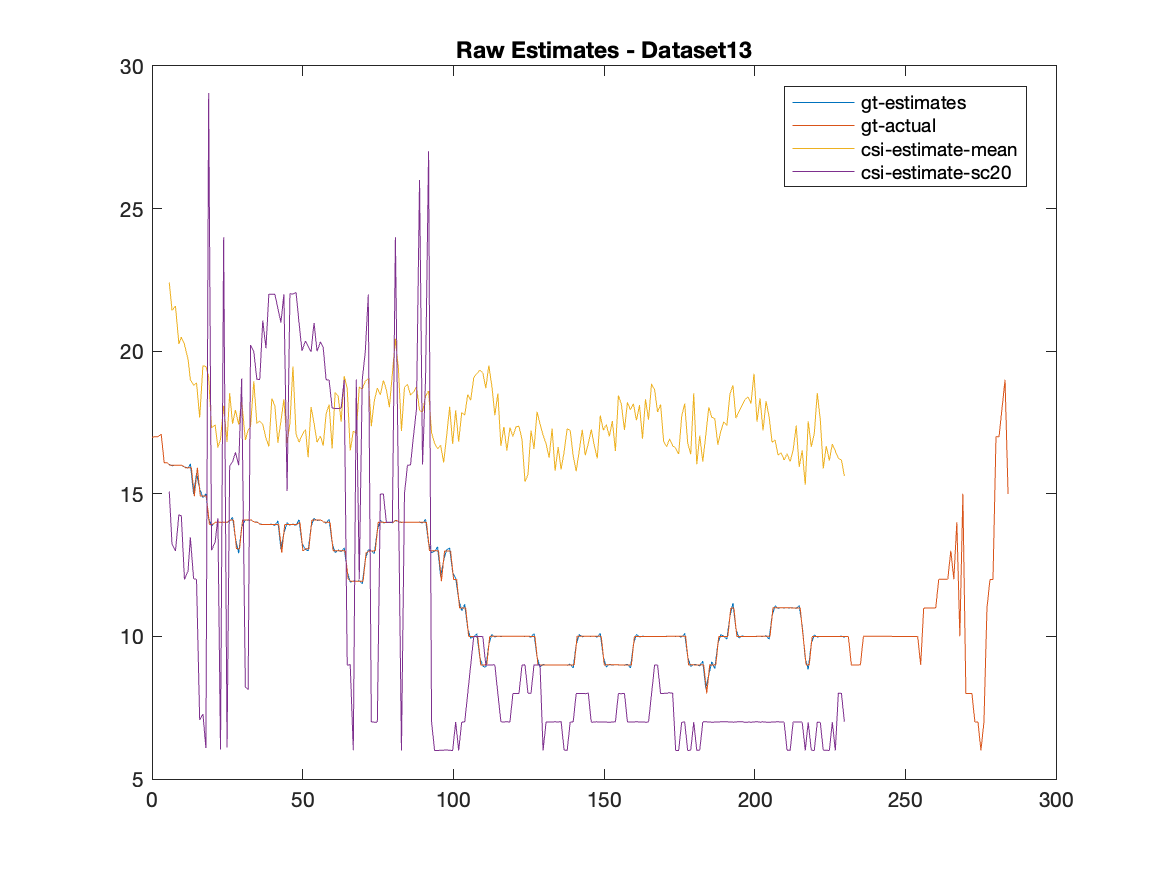 Raw Estimates - Dataset13
30
25
20
15
10
5
0 50 100 150 200 250 300
gt-estimates
gt-actual
csi-estimate-mean
csi-estimate-sc20